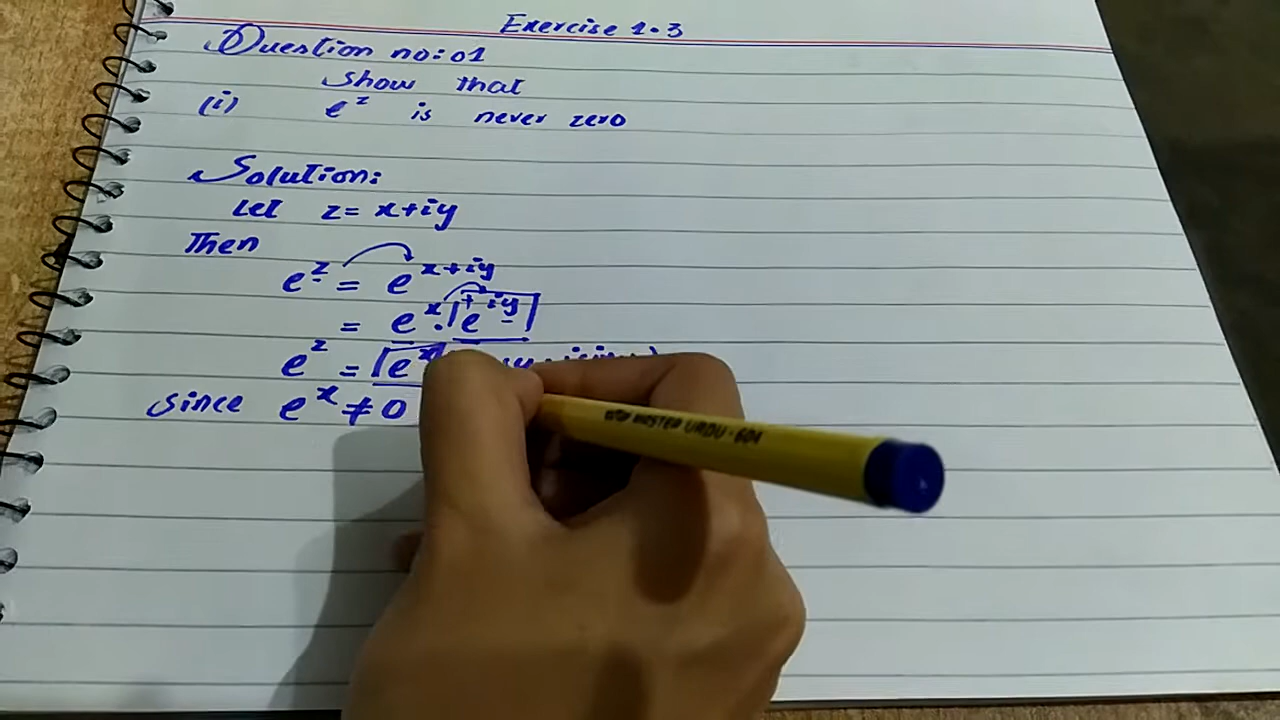 Exercise 1.3
Question no:01
Show that
(i) e^z is never zero
Solution:
Let z = x+iy
Then
e^z = e^x+iy
= e^x . e^iy
e^z = e^x
since e^x ≠ 0